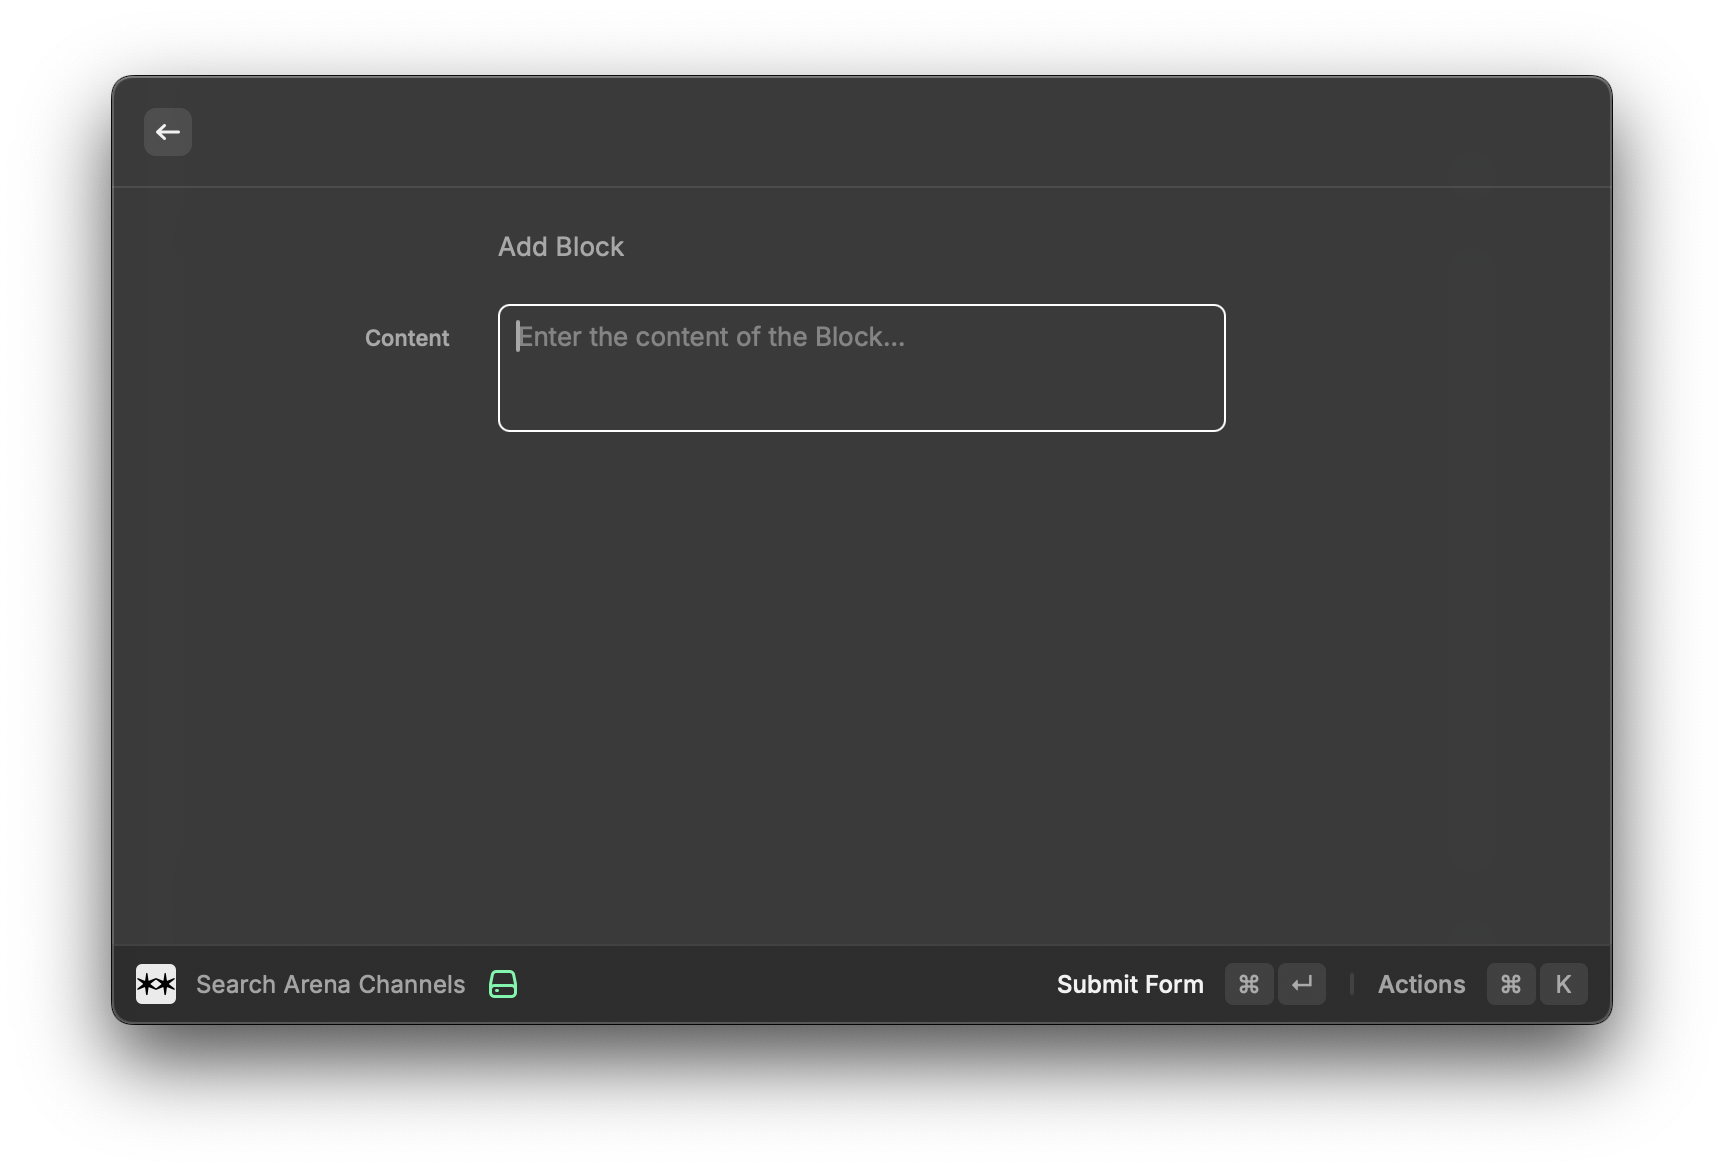 Add Block
Content
Enter the content of the Block...
Search Arena Channels
Submit Form ⌘ ↵ Actions ⌘ K